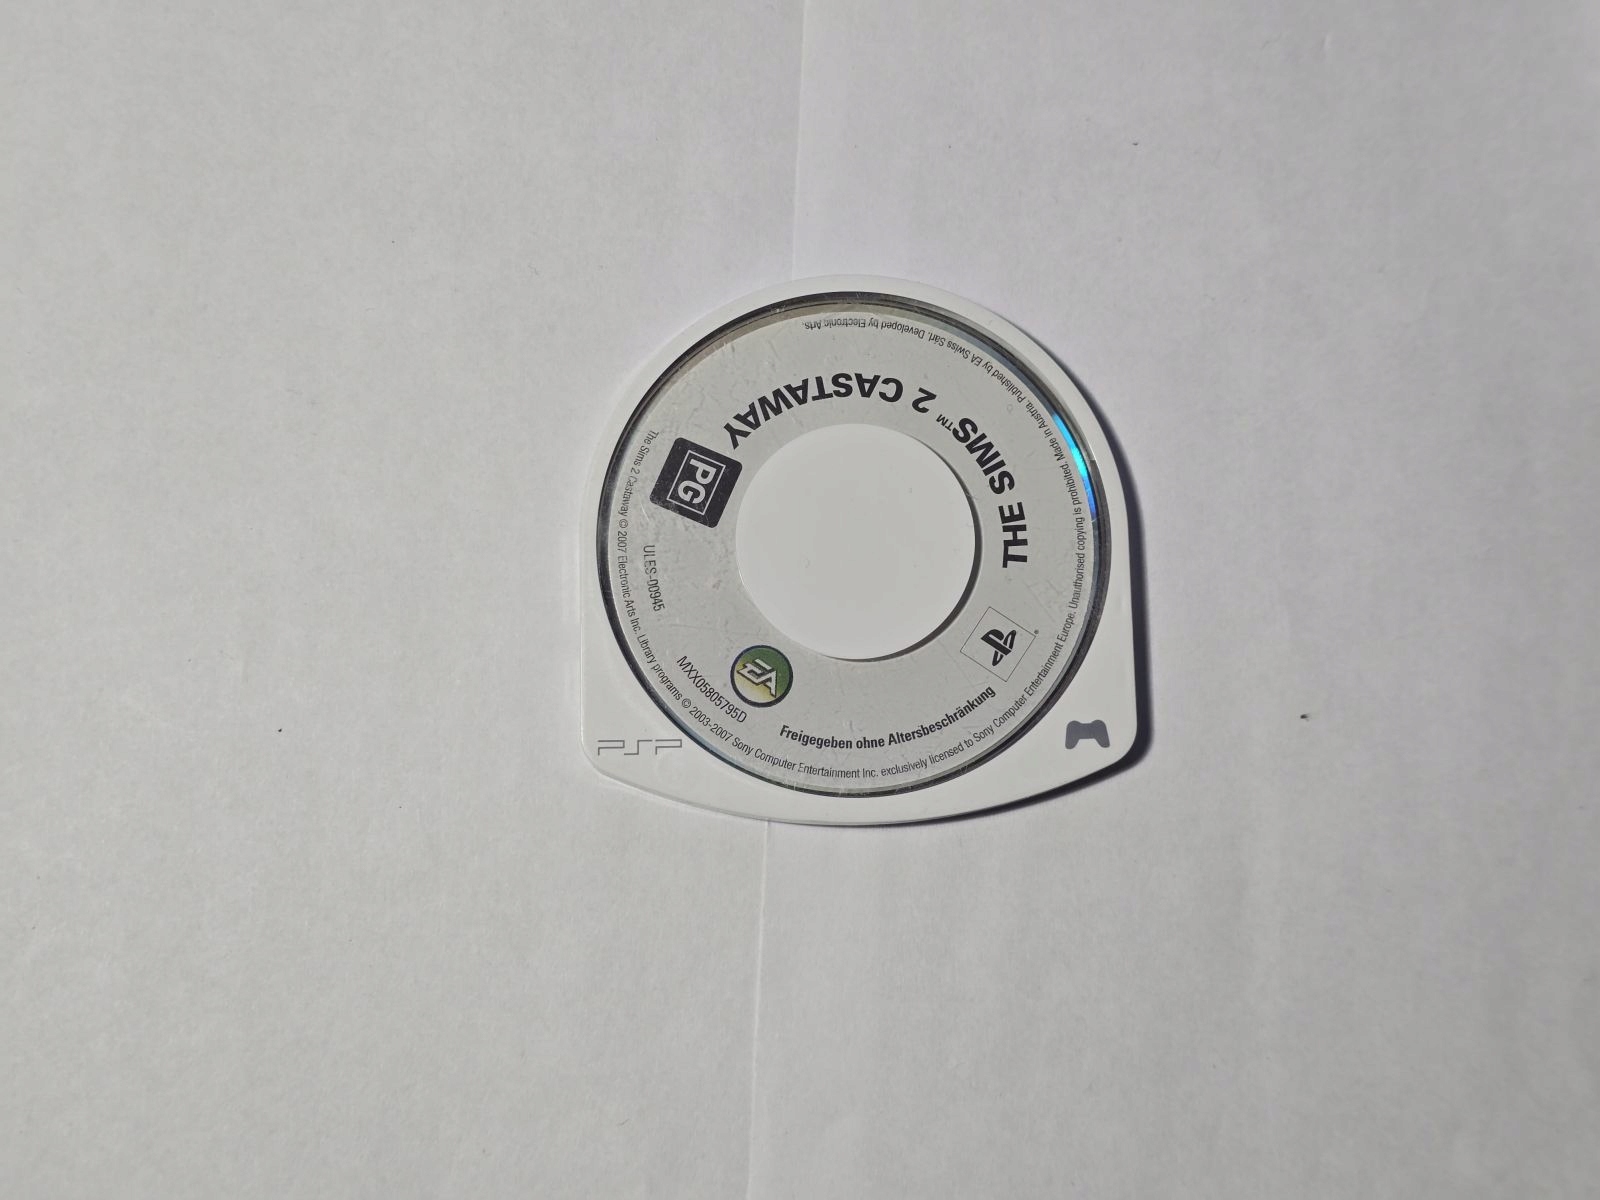 THE SIMS™ 2 CASTAWAY
PG
ULES-00945
MXX05805795D
EA
Freigegeben ohne Altersbeschränkung
The Sims 2 Castaway © 2007 Electronic Arts Inc. Library programs © 2003-2007 Sony Computer Entertainment Inc. exclusively licensed to Sony Computer Entertainment Europe. Unauthorised copying is prohibited. Made in Austria. Published by EA Swiss Sàrl. Developed by Electronic Arts.
PSP